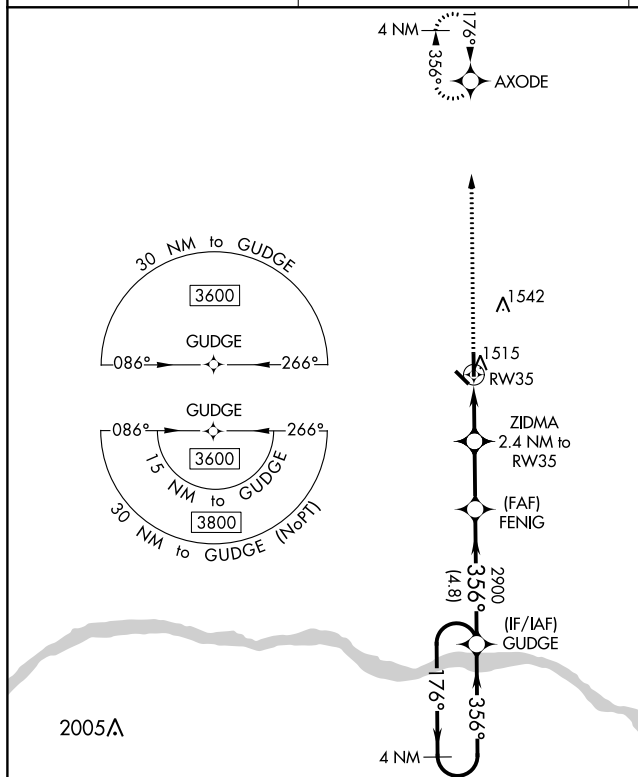 4 NM
176°
356°
AXODE
30 NM to GUDGE
3600
1542
GUDGE
086°
266°
1515
RW35
GUDGE
086°
266°
3600
15 NM to GUDGE
3800
30 NM to GUDGE (NoPT)
ZIDMA
2.4 NM to
RW35
(FAF)
FENIG
2900
356°
(4.8)
(IF/IAF)
GUDGE
176°
356°
2005
4 NM